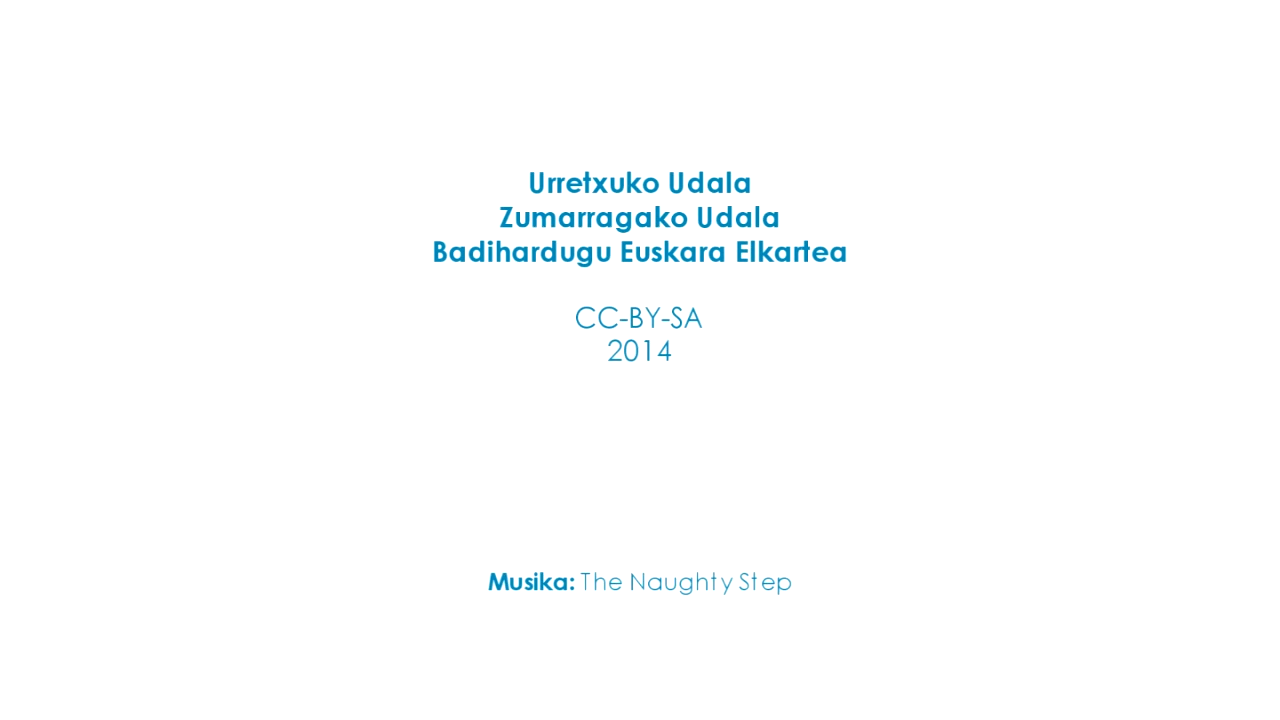 Urretxuko Udala
Zumarragako Udala
Badihardugu Euskara Elkartea
CC-BY-SA
2014
Musika: The Naughty Step